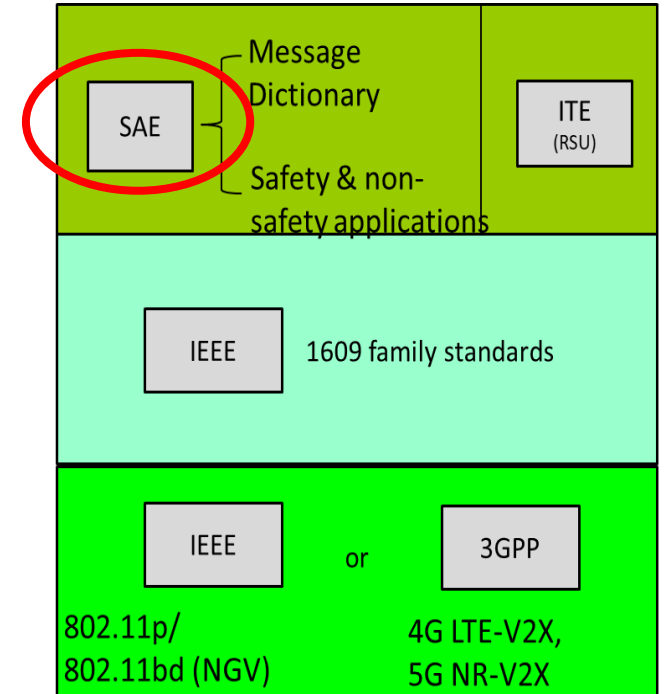 SAE
Message
Dictionary
Safety & non-
safety applications
ITE
(RSU)
IEEE
1609 family standards
IEEE
or
3GPP
802.11p/
802.11bd (NGV)
4G LTE-V2X,
5G NR-V2X